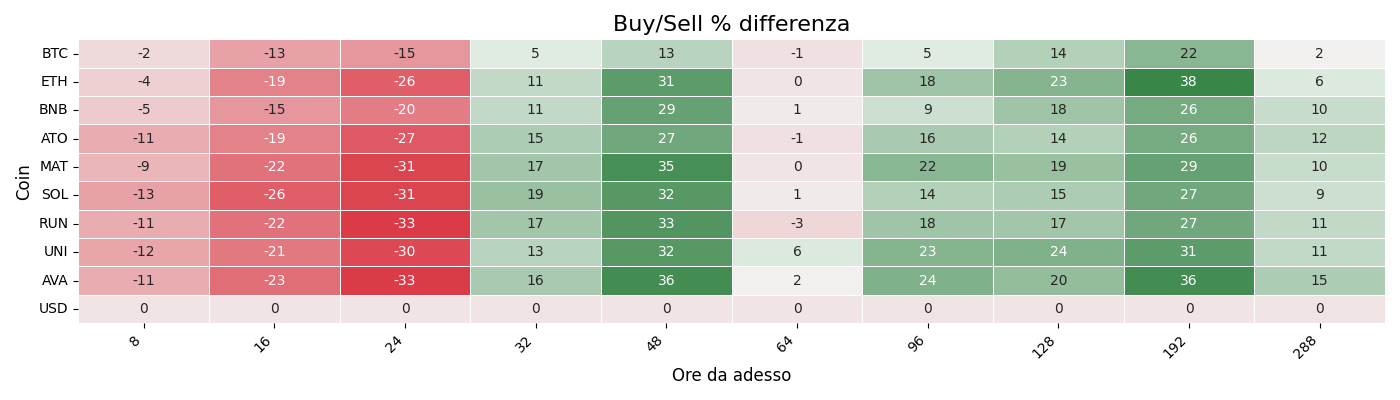 Buy/Sell % differenza
Coin
BTC -2 -13 -15 5 13 -1 5 14 22 2
ETH -4 -19 -26 11 31 0 18 23 38 6
BNB -5 -15 -20 11 29 1 9 18 26 10
ATO -11 -19 -27 15 27 -1 16 14 26 12
MAT -9 -22 -31 17 35 0 22 19 29 10
SOL -13 -26 -31 19 32 1 14 15 27 9
RUN -11 -22 -33 17 33 -3 18 17 27 11
UNI -12 -21 -30 13 32 6 23 24 31 11
AVA -11 -23 -33 16 36 2 24 20 36 15
USD 0 0 0 0 0 0 0 0 0 0
8 16 24 32 48 64 96 128 192 288
Ore da adesso